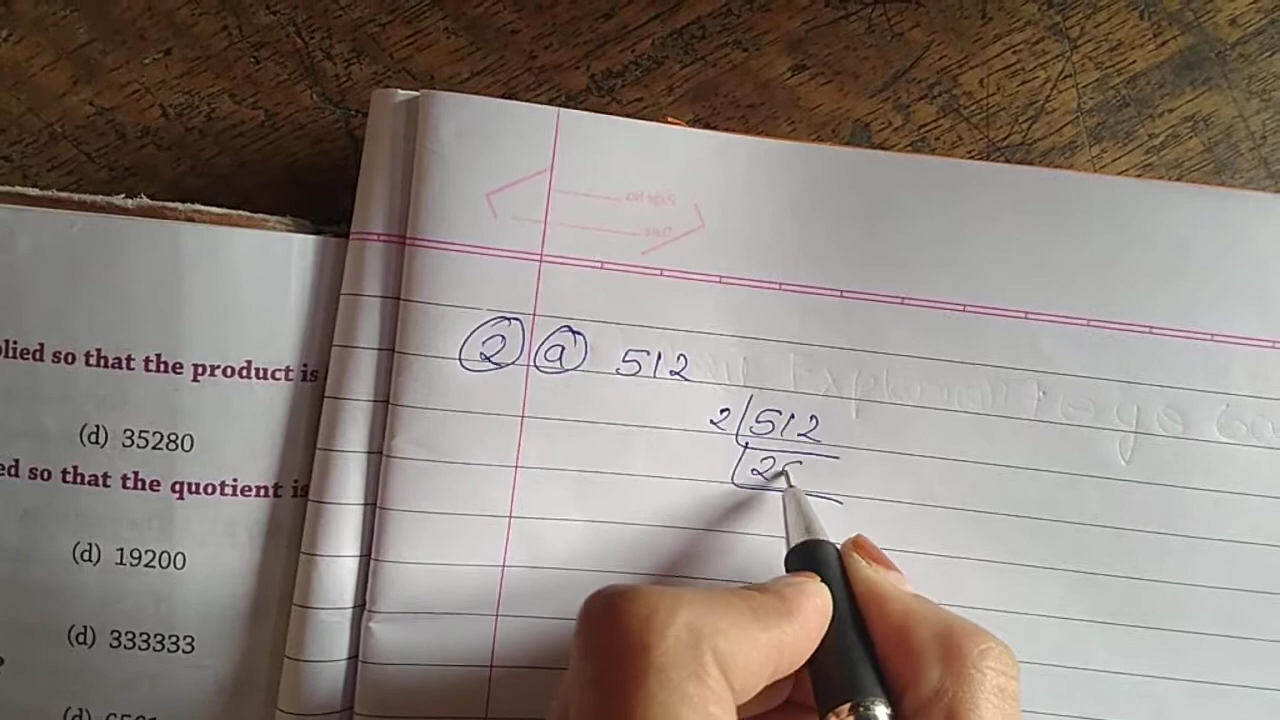 plied so that the product is
(d) 35280
ed so that the quotient is
(d) 19200
(d) 333333
2 a 512
2 512
25